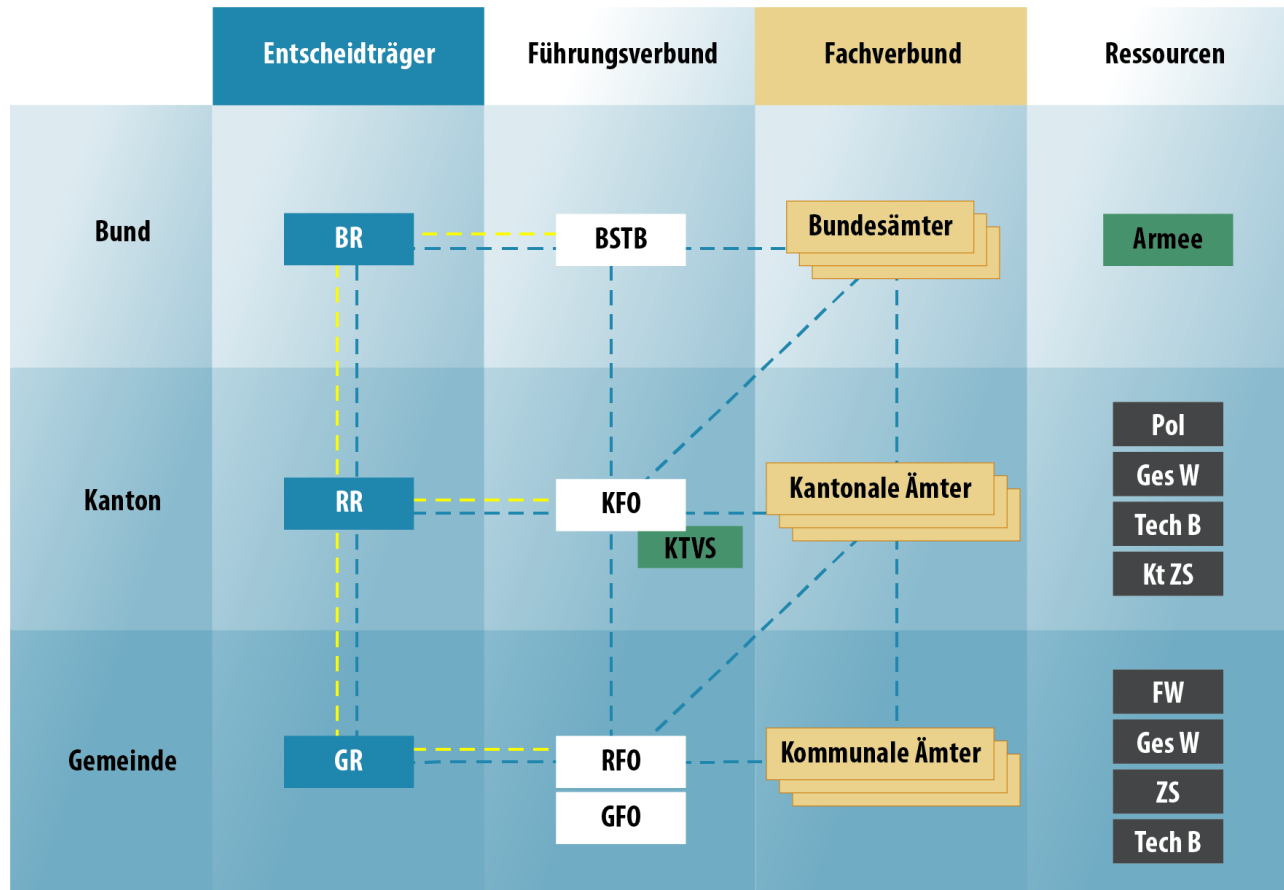 Entscheidträger
Führungsverbund
Fachverbund
Ressourcen
Bund
BR
BSTB
Bundesämter
Armee
Kanton
RR
KFO
KTVS
Kantonale Ämter
Pol
Ges W
Tech B
Kt ZS
Gemeinde
GR
RFO
GFO
Kommunale Ämter
FW
Ges W
ZS
Tech B